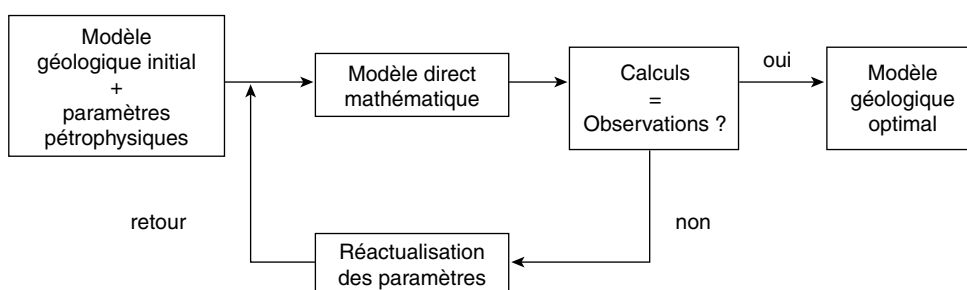 Modèle
géologique initial
+
paramètres
pétrophysiques
Modèle direct
mathématique
Calculs
=
Observations ?
oui
Modèle
géologique
optimal
non
Réactualisation
des paramètres
retour